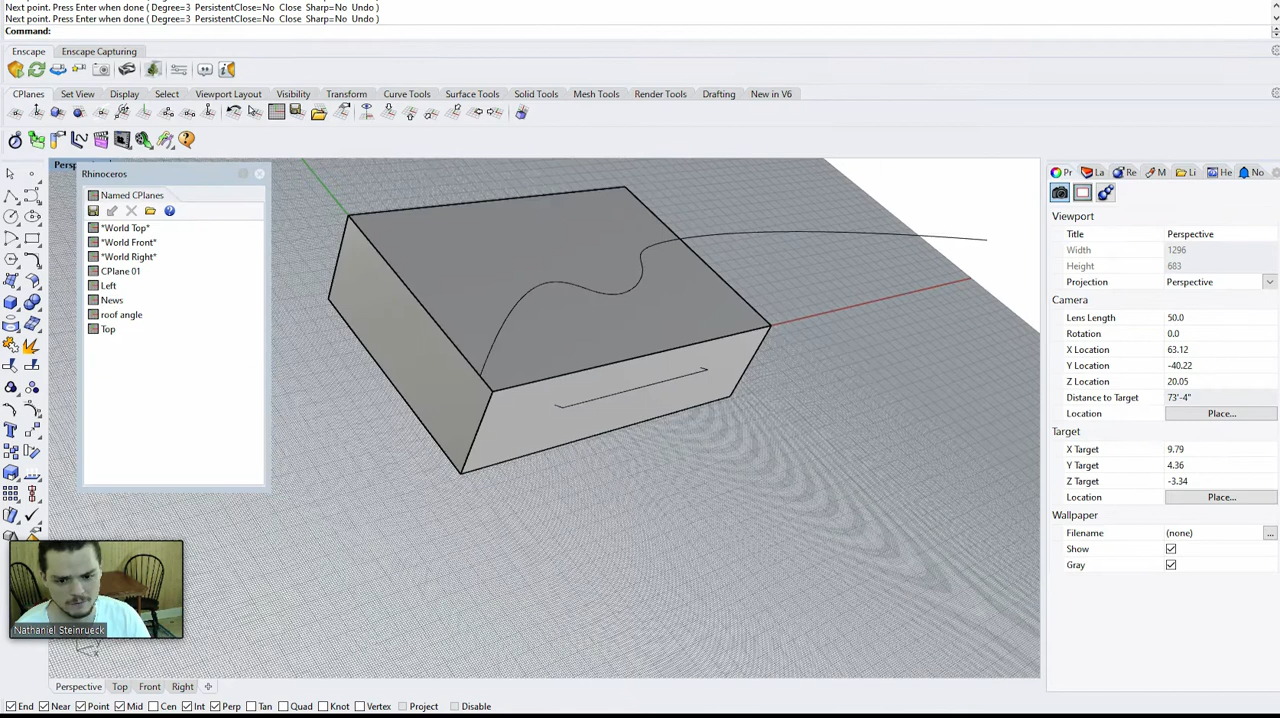 Next point. Press Enter when done ( Degree=3 PersistentClose=No Close Sharp=No Undo )
Next point. Press Enter when done ( Degree=3 PersistentClose=No Close Sharp=No Undo )
Command:
Enscape Enscape Capturing
CPlanes Set View Display Select Viewport Layout Visibility Transform Curve Tools Surface Tools Solid Tools Mesh Tools Render Tools Drafting New in V6
Rhinoceros
Named CPlanes
*World Top*
*World Front*
*World Right*
CPlane 01
Left
News
roof angle
Top
Pr La Re M Li He No
Viewport
Title Perspective
Width 1296
Height 683
Projection Perspective
Camera
Lens Length 50.0
Rotation 0.0
X Location 63.12
Y Location -40.22
Z Location 20.05
Distance to Target 73'-4"
Location Place...
Target
X Target 9.79
Y Target 4.36
Z Target -3.34
Location Place...
Wallpaper
Filename (none) ...
Show
Gray
Nathaniel Steinrueck
x
Perspective Top Front Right
End Near Point Mid Cen Int Perp Tan Quad Knot Vertex Project Disable